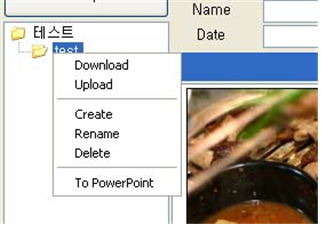 Name
Date
테스트
test
Download
Upload
Create
Rename
Delete
To PowerPoint